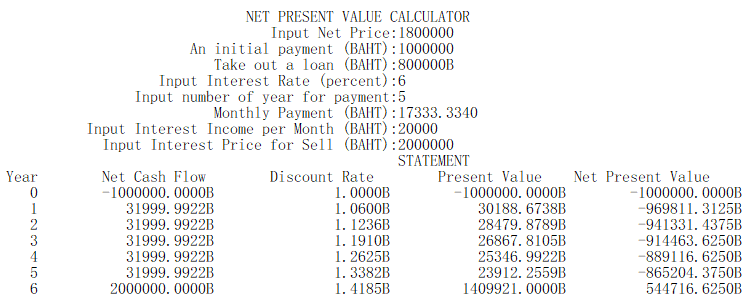 NET PRESENT VALUE CALCULATOR
Input Net Price:1800000
An initial payment (BAHT):1000000
Take out a loan (BAHT):800000B
Input Interest Rate (percent):6
Input number of year for payment:5
Monthly Payment (BAHT):17333.3340
Input Interest Income per Month (BAHT):20000
Input Interest Price for Sell (BAHT):2000000
STATEMENT
Year Net Cash Flow Discount Rate Present Value Net Present Value
0 -1000000.0000B 1.0000B -1000000.0000B -1000000.0000B
1 31999.9922B 1.0600B 30188.6738B -969811.3125B
2 31999.9922B 1.1236B 28479.8789B -941331.4375B
3 31999.9922B 1.1910B 26867.8105B -914463.6250B
4 31999.9922B 1.2625B 25346.9922B -889116.6250B
5 31999.9922B 1.3382B 23912.2559B -865204.3750B
6 2000000.0000B 1.4185B 1409921.0000B 544716.6250B